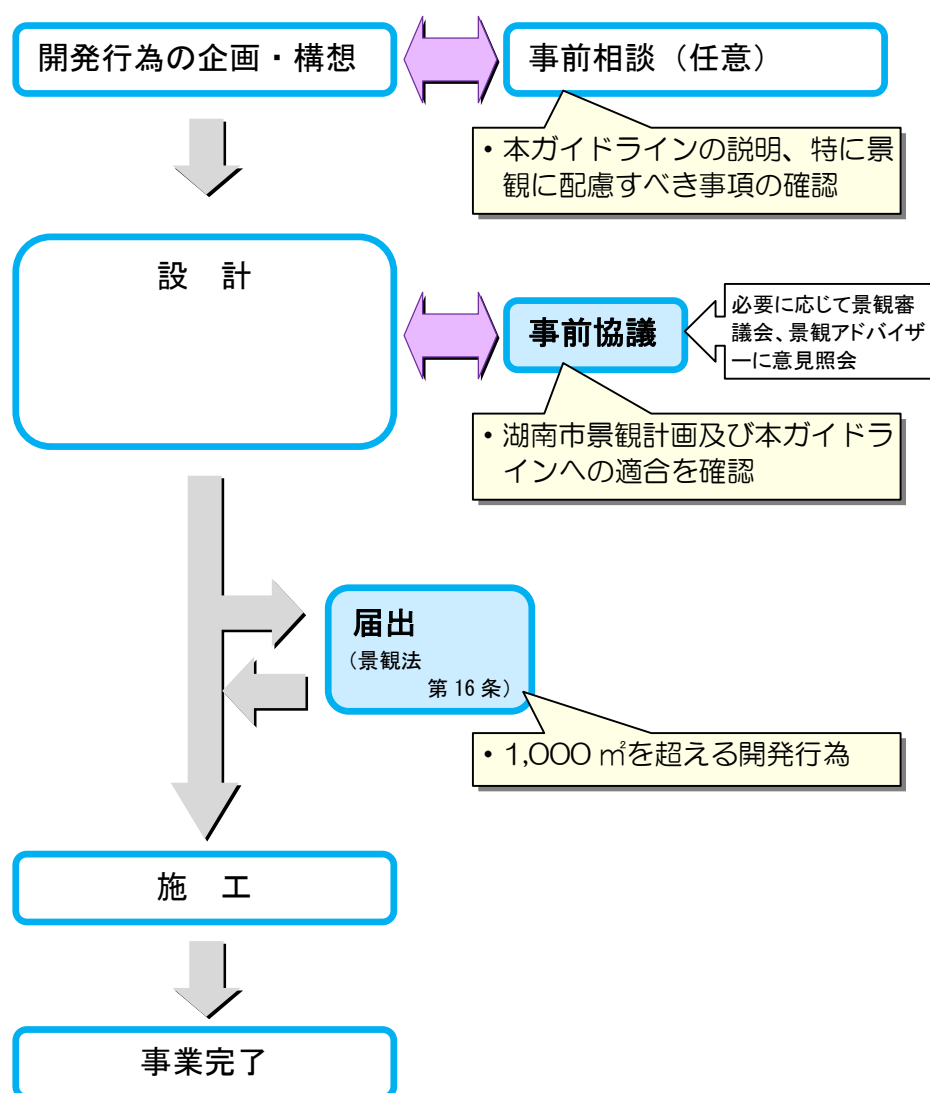 開発行為の企画・構想
事前相談（任意）
・本ガイドラインの説明、特に景
観に配慮すべき事項の確認
設　計
事前協議
必要に応じて景観審
議会、景観アドバイザ
ーに意見照会
・湖南市景観計画及び本ガイドラ
インへの適合を確認
届出
（景観法
第 16 条）
・1,000 ㎡を超える開発行為
施　工
事業完了